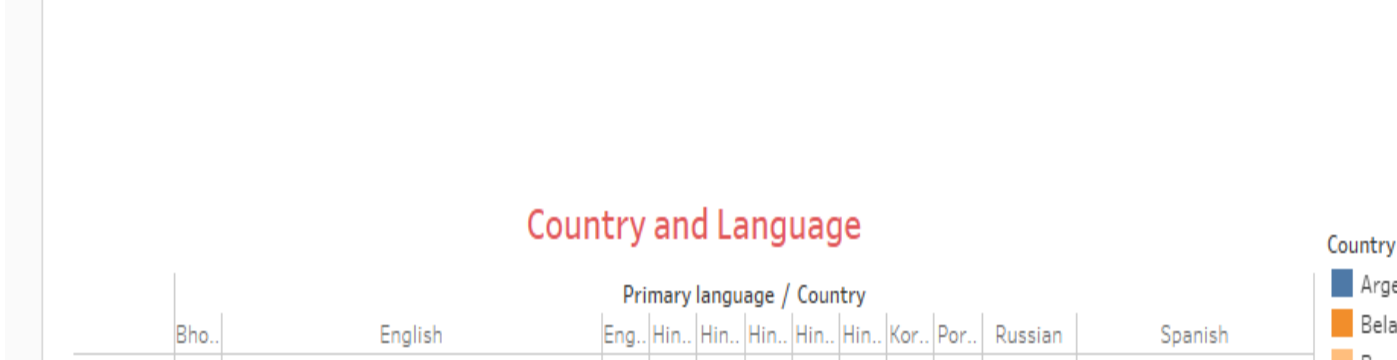 Country and Language
Country
Primary language / Country
Arge
Bho.. English Eng.. Hin.. Hin.. Hin.. Hin.. Hin.. Kor.. Por.. Russian Spanish
Bela